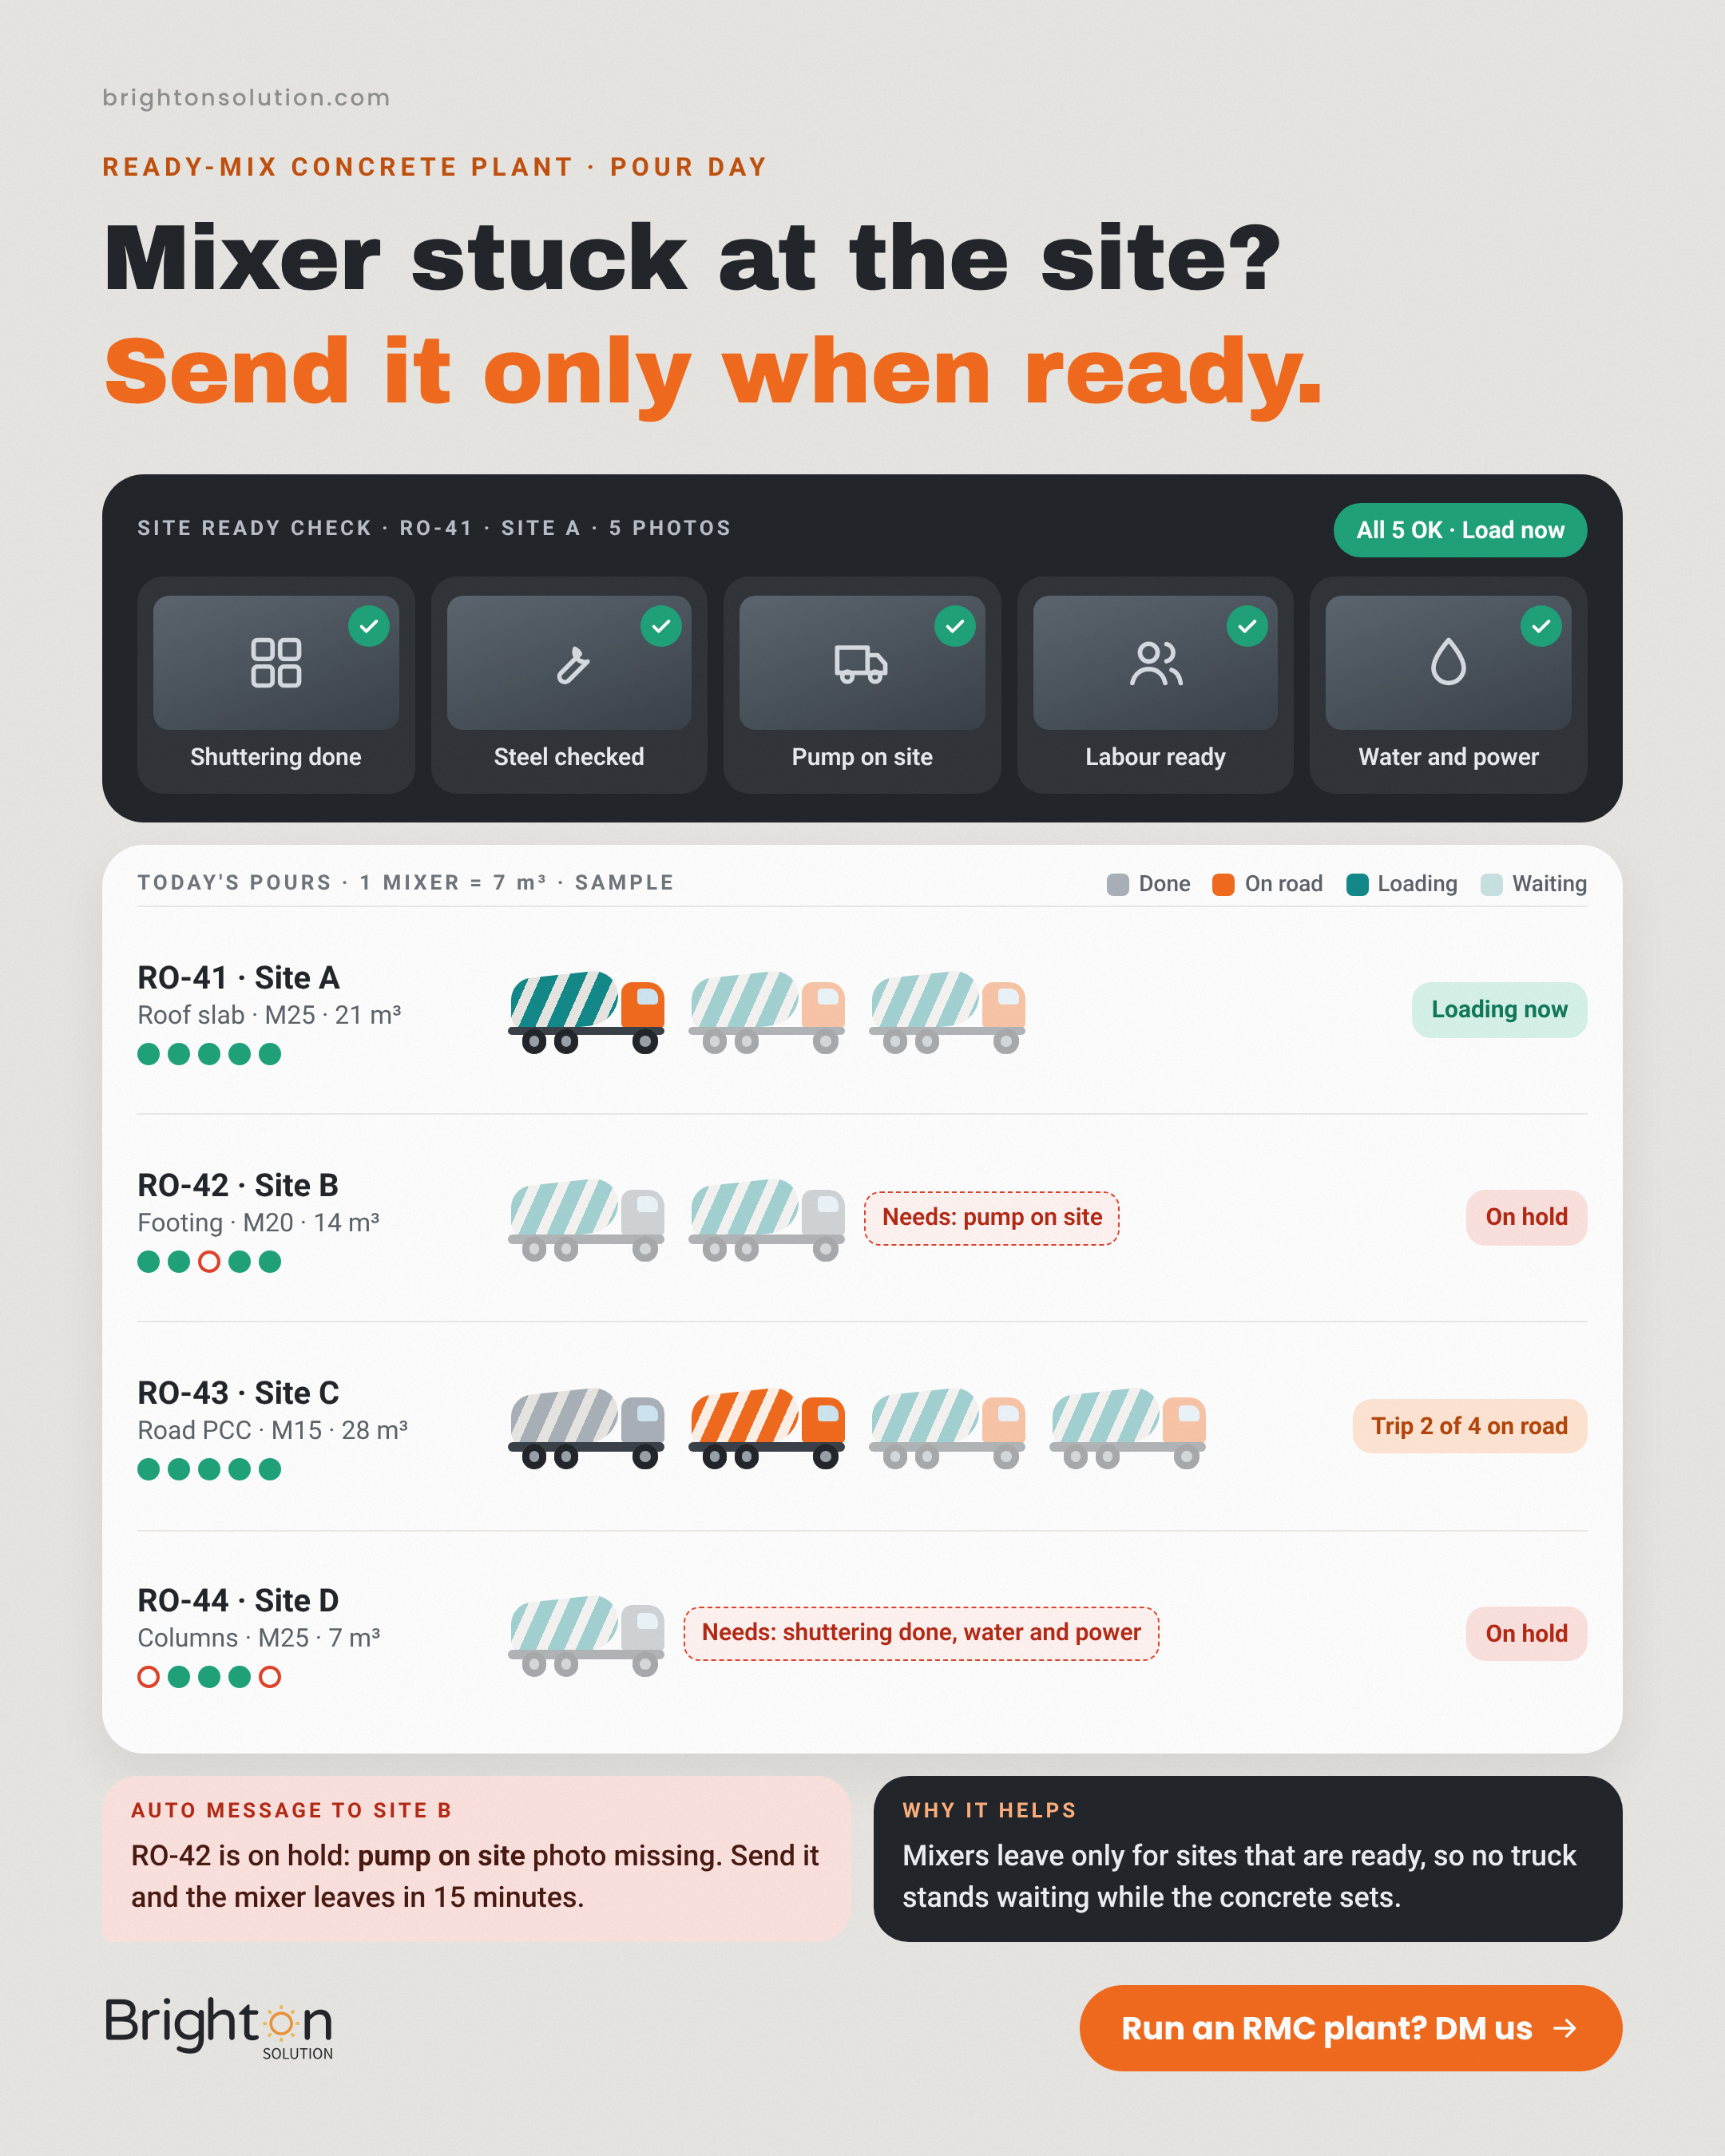 brightonsolution.com
READY-MIX CONCRETE PLANT · POUR DAY
Mixer stuck at the site?
Send it only when ready.
SITE READY CHECK · RO-41 · SITE A · 5 PHOTOS
All 5 OK · Load now
Shuttering done
Steel checked
Pump on site
Labour ready
Water and power
TODAY'S POURS · 1 MIXER = 7 m³ · SAMPLE
Done
On road
Loading
Waiting
RO-41 · Site A
Roof slab · M25 · 21 m³
Loading now
RO-42 · Site B
Footing · M20 · 14 m³
Needs: pump on site
On hold
RO-43 · Site C
Road PCC · M15 · 28 m³
Trip 2 of 4 on road
RO-44 · Site D
Columns · M25 · 7 m³
Needs: shuttering done, water and power
On hold
AUTO MESSAGE TO SITE B
RO-42 is on hold: pump on site photo missing. Send it
and the mixer leaves in 15 minutes.
WHY IT HELPS
Mixers leave only for sites that are ready, so no truck
stands waiting while the concrete sets.
Brighton
SOLUTION
Run an RMC plant? DM us →